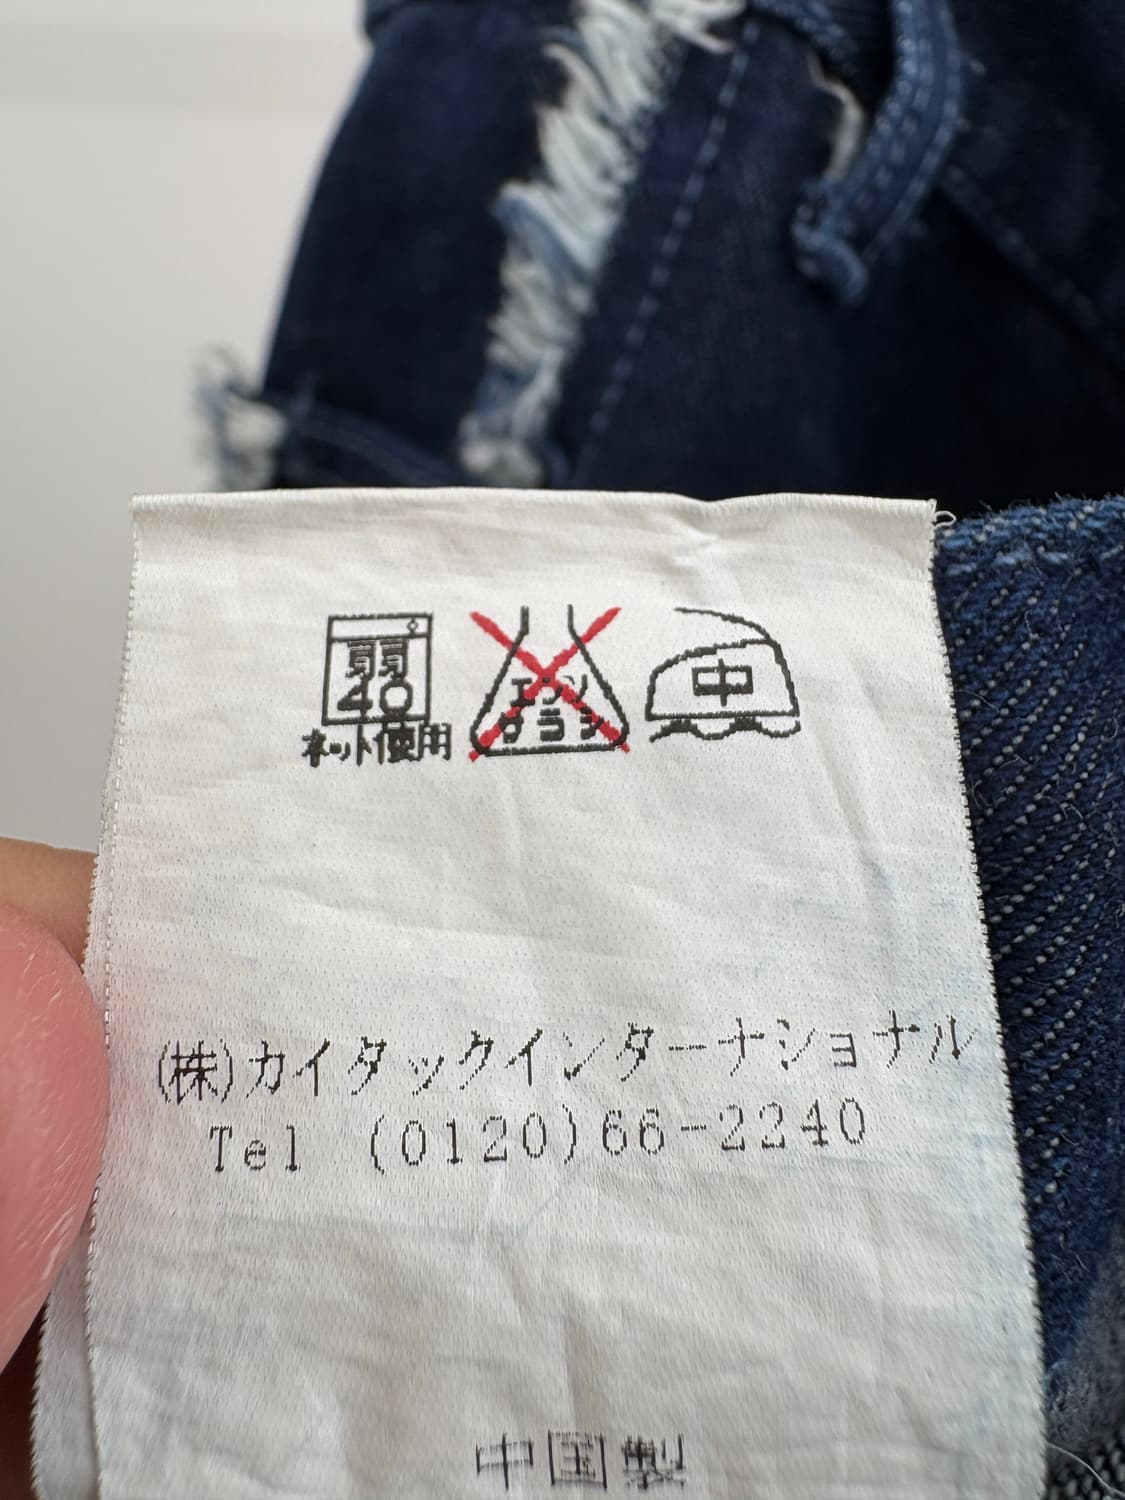 弱
40
ネット使用
エンソ
サラシ
中
(株)カイタックインターナショナル
Tel (0120)66-2240
中国製